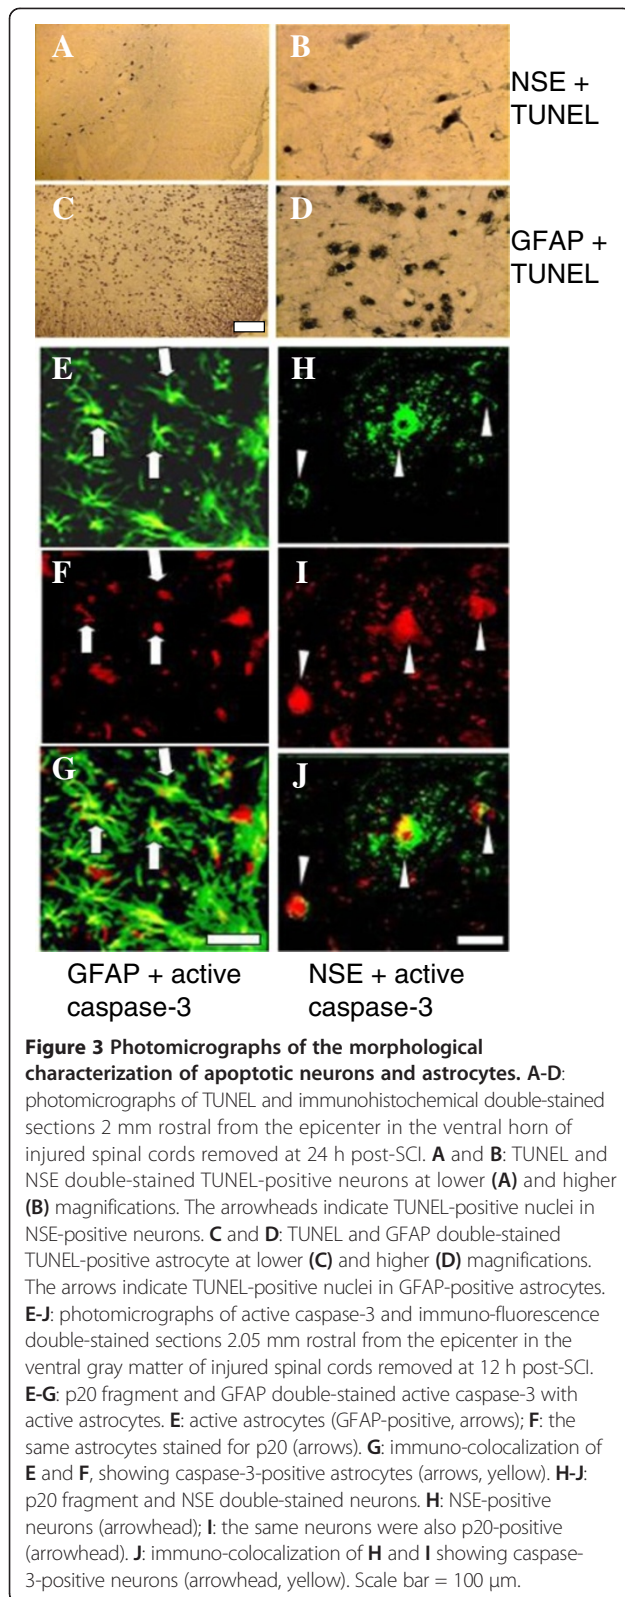 A
B
NSE +
TUNEL
C
D
GFAP +
TUNEL
E
H
F
I
G
J
GFAP + active
caspase-3
NSE + active
caspase-3
Figure 3 Photomicrographs of the morphological
characterization of apoptotic neurons and astrocytes. A-D:
photomicrographs of TUNEL and immunohistochemical double-stained
sections 2 mm rostral from the epicenter in the ventral horn of
injured spinal cords removed at 24 h post-SCI. A and B: TUNEL and
NSE double-stained TUNEL-positive neurons at lower (A) and higher
(B) magnifications. The arrowheads indicate TUNEL-positive nuclei in
NSE-positive neurons. C and D: TUNEL and GFAP double-stained
TUNEL-positive astrocyte at lower (C) and higher (D) magnifications.
The arrows indicate TUNEL-positive nuclei in GFAP-positive astrocytes.
E-J: photomicrographs of active caspase-3 and immuno-fluorescence
double-stained sections 2.05 mm rostral from the epicenter in the
ventral gray matter of injured spinal cords removed at 12 h post-SCI.
E-G: p20 fragment and GFAP double-stained active caspase-3 with
active astrocytes. E: active astrocytes (GFAP-positive, arrows); F: the
same astrocytes stained for p20 (arrows). G: immuno-colocalization of
E and F, showing caspase-3-positive astrocytes (arrows, yellow). H-J:
p20 fragment and NSE double-stained neurons. H: NSE-positive
neurons (arrowhead); I: the same neurons were also p20-positive
(arrowhead). J: immuno-colocalization of H and I showing caspase-
3-positive neurons (arrowhead, yellow). Scale bar = 100 μm.